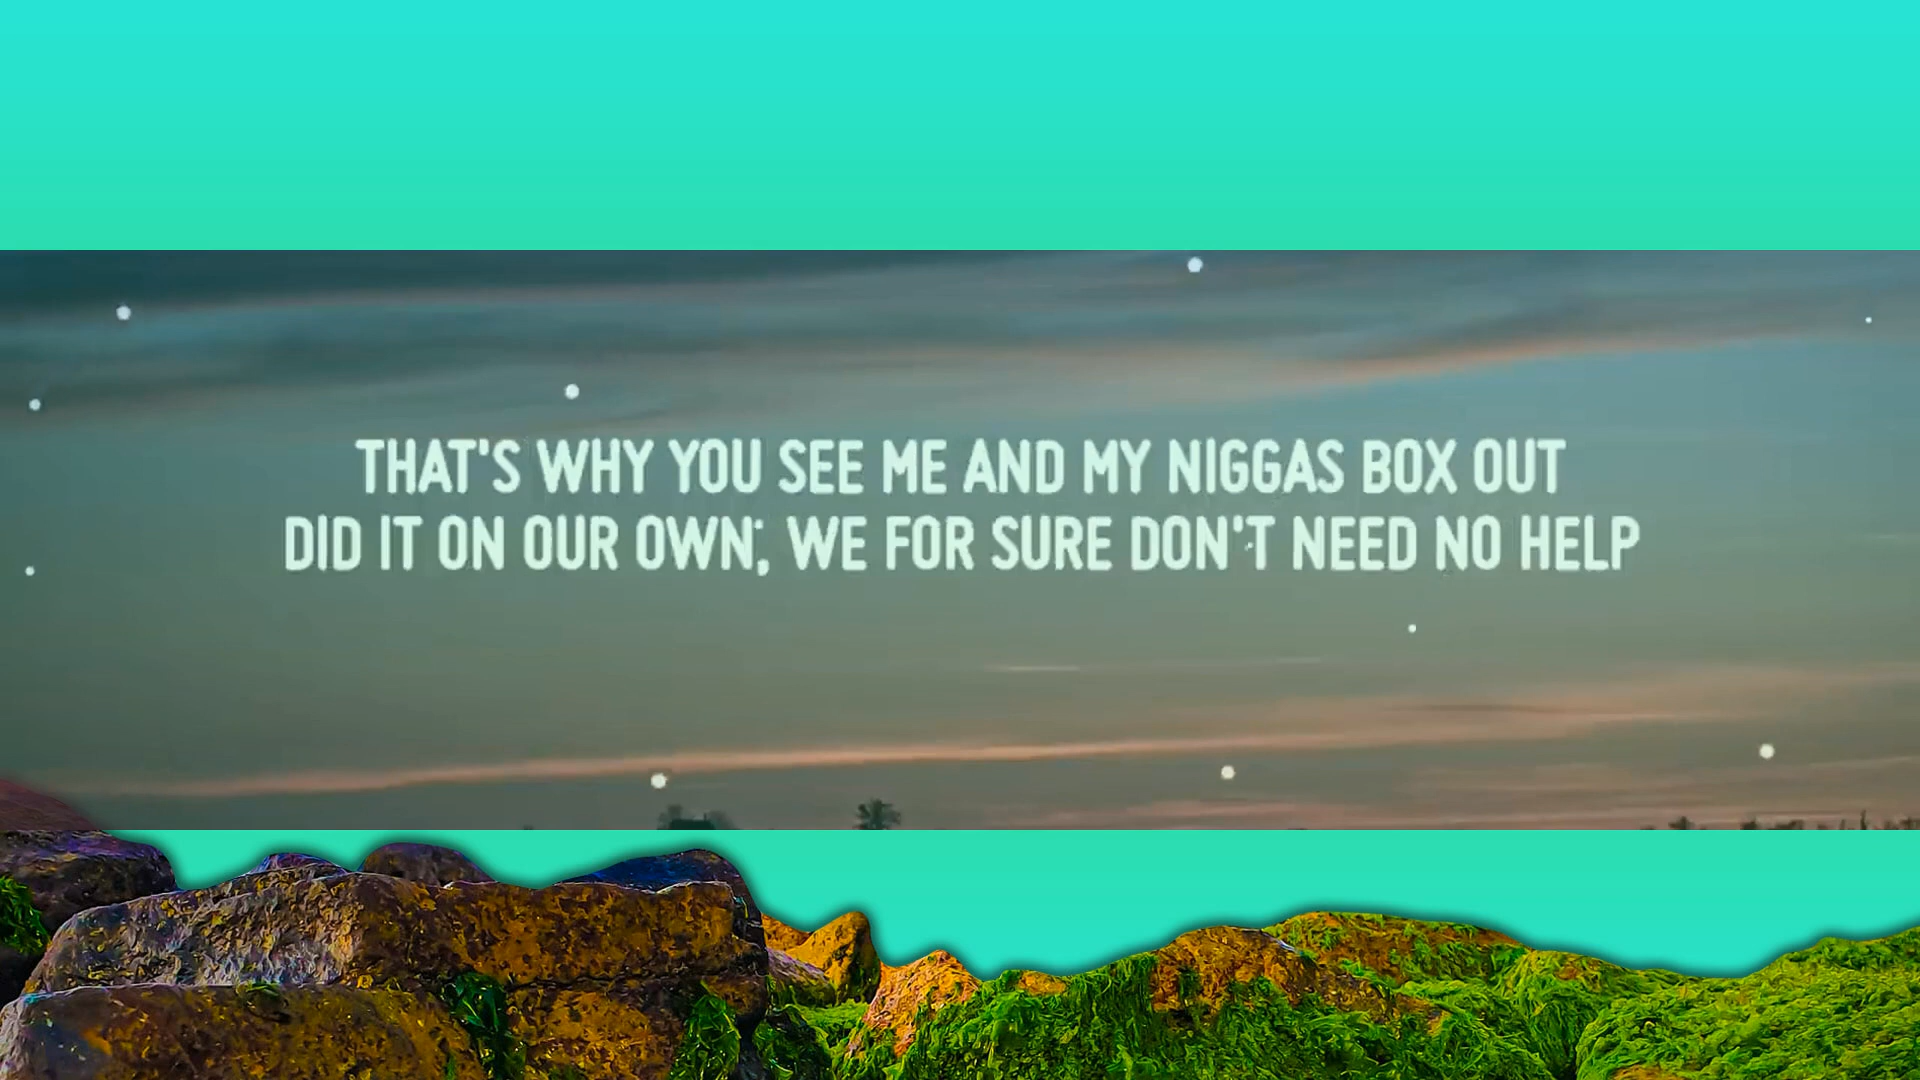 THAT'S WHY YOU SEE ME AND MY NIGGAS BOX OUT
DID IT ON OUR OWN; WE FOR SURE DON'T NEED NO HELP